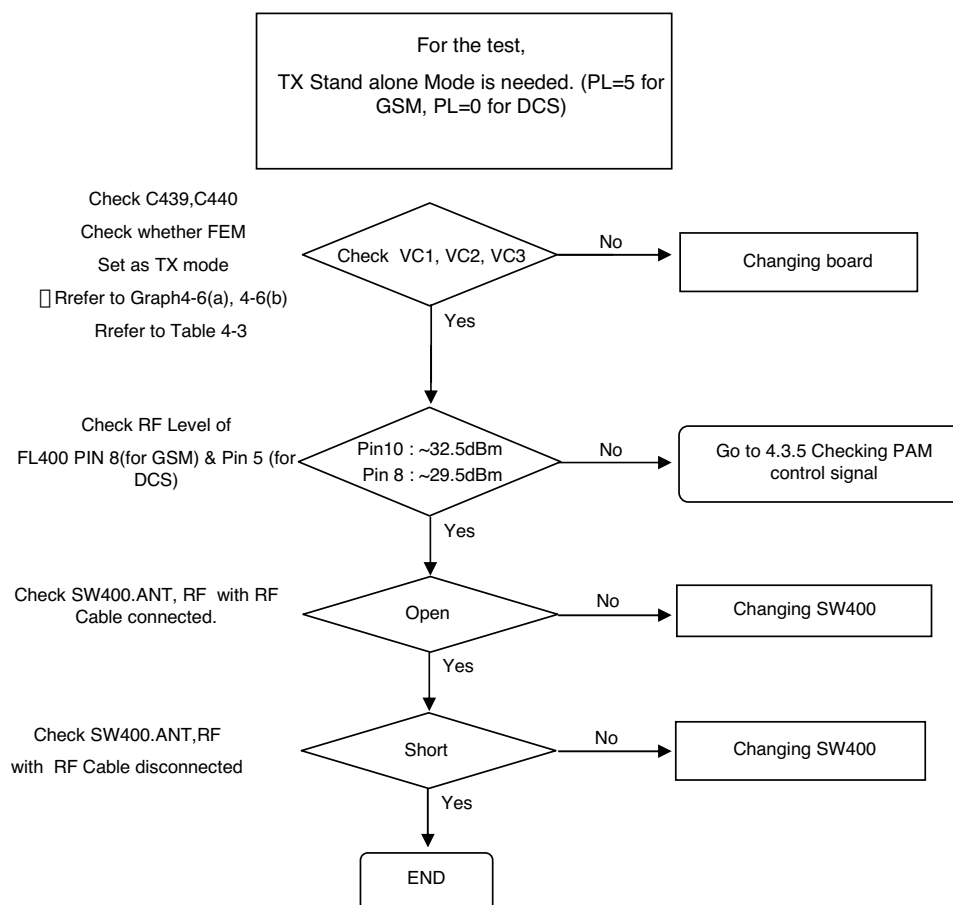 For the test,
TX Stand alone Mode is needed. (PL=5 for
GSM, PL=0 for DCS)
Check C439,C440
Check whether FEM
Set as TX mode
Rrefer to Graph4-6(a), 4-6(b)
Rrefer to Table 4-3
Check VC1, VC2, VC3
No
Changing board
Yes
Check RF Level of
FL400 PIN 8(for GSM) & Pin 5 (for
DCS)
Pin10 : ~32.5dBm
Pin 8 : ~29.5dBm
No
Go to 4.3.5 Checking PAM
control signal
Yes
Check SW400.ANT, RF with RF
Cable connected.
Open
No
Changing SW400
Yes
Check SW400.ANT,RF
with RF Cable disconnected
Short
No
Changing SW400
Yes
END